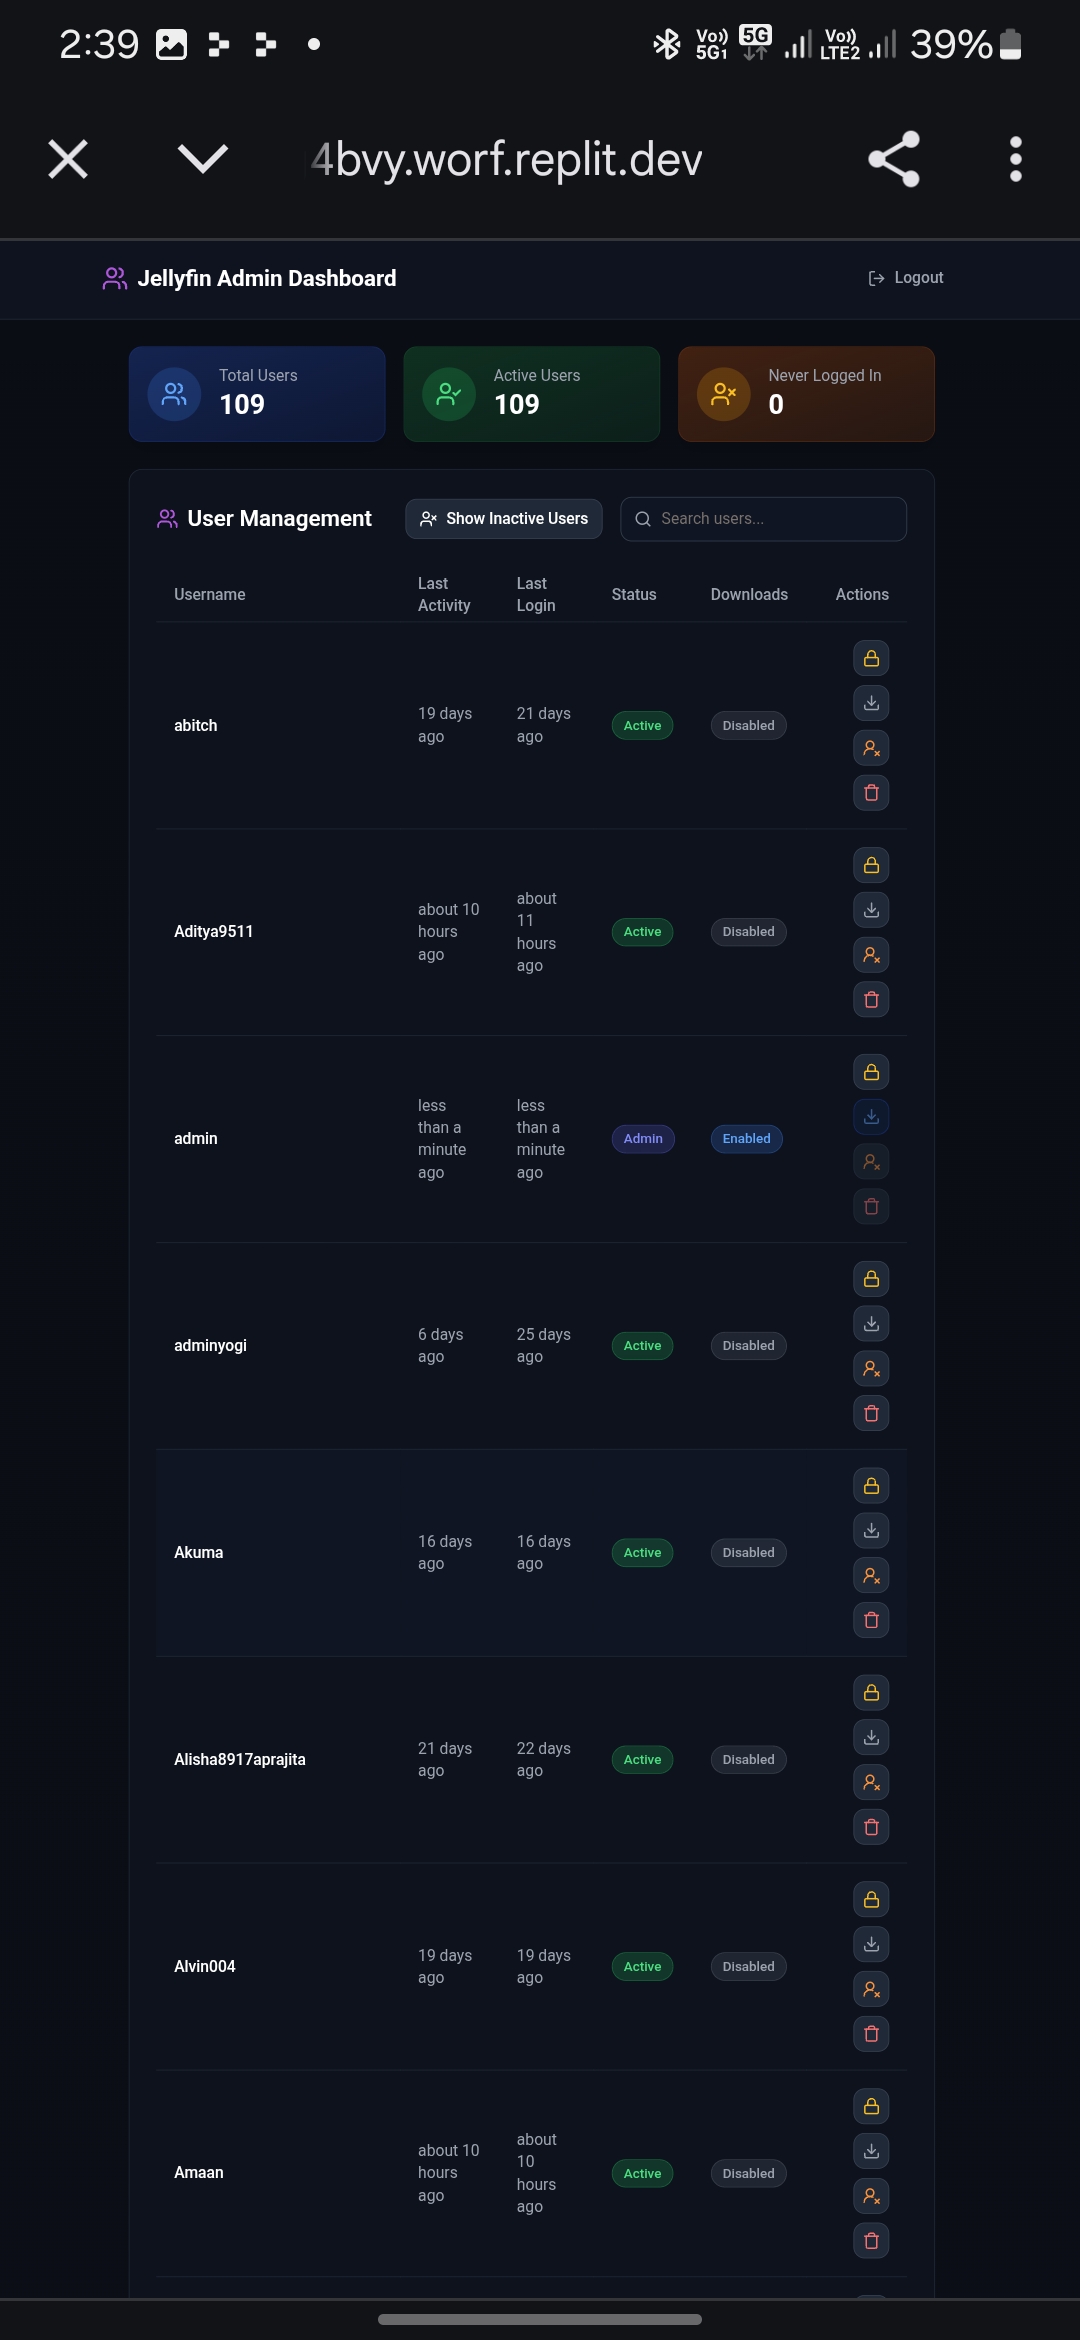 2:39
Vo)) 5G1 5G Vo)) LTE2 39%
4bvy.worf.replit.dev
Jellyfin Admin Dashboard
Logout
Total Users
109
Active Users
109
Never Logged In
0
User Management
Show Inactive Users
Search users...
Username
Last
Activity
Last
Login
Status
Downloads
Actions
abitch
19 days
ago
21 days
ago
Active
Disabled
Aditya9511
about 10
hours
ago
about
11
hours
ago
Active
Disabled
admin
less
than a
minute
ago
less
than a
minute
ago
Admin
Enabled
adminyogi
6 days
ago
25 days
ago
Active
Disabled
Akuma
16 days
ago
16 days
ago
Active
Disabled
Alisha8917aprajita
21 days
ago
22 days
ago
Active
Disabled
Alvin004
19 days
ago
19 days
ago
Active
Disabled
Amaan
about 10
hours
ago
about
10
hours
ago
Active
Disabled